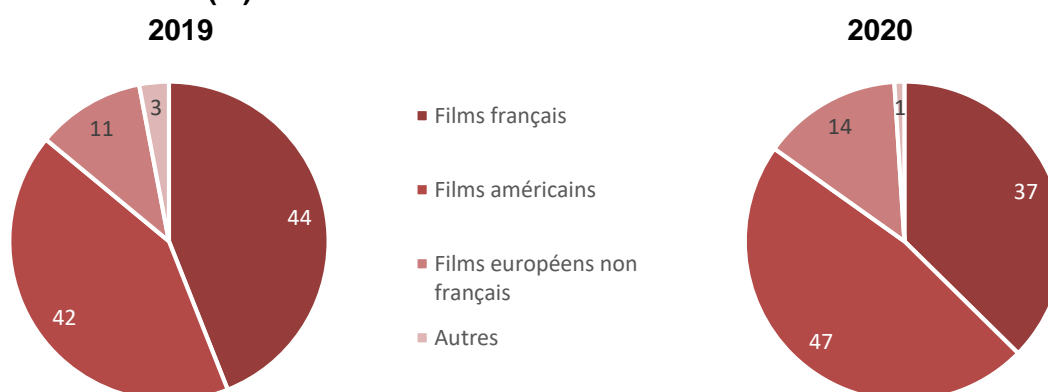 2019
2020
3
11
44
42
Films français
Films américains
Films européens non
français
Autres
1
14
37
47